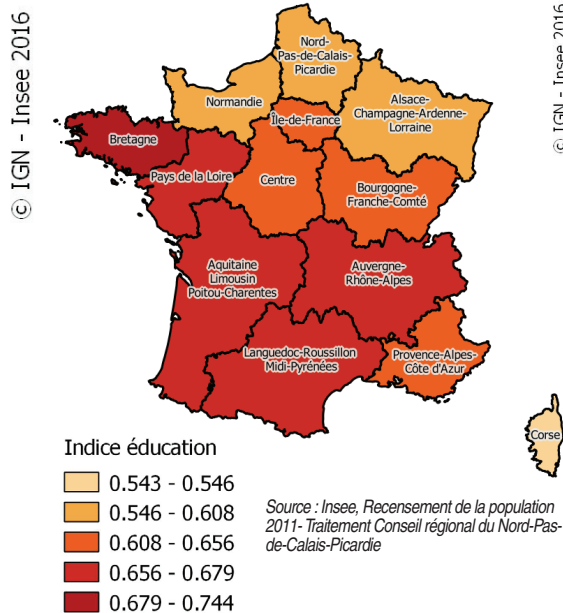 © IGN - Insee 2016
© IGN - Insee 2016
Nord-
Pas-de-Calais-
Picardie
Normandie
Alsace-
Champagne-Ardenne-
Lorraine
Île-de-France
Bretagne
Pays de la Loire
Centre
Bourgogne-
Franche-Comté
Aquitaine
Limousin
Poitou-Charentes
Auvergne-
Rhône-Alpes
Languedoc-Roussillon
Midi-Pyrénées
Provence-Alpes-
Côte d'Azur
Corse
Indice éducation
0.543 - 0.546
0.546 - 0.608
0.608 - 0.656
0.656 - 0.679
0.679 - 0.744
Source : Insee, Recensement de la population
2011- Traitement Conseil régional du Nord-Pas-
de-Calais-Picardie